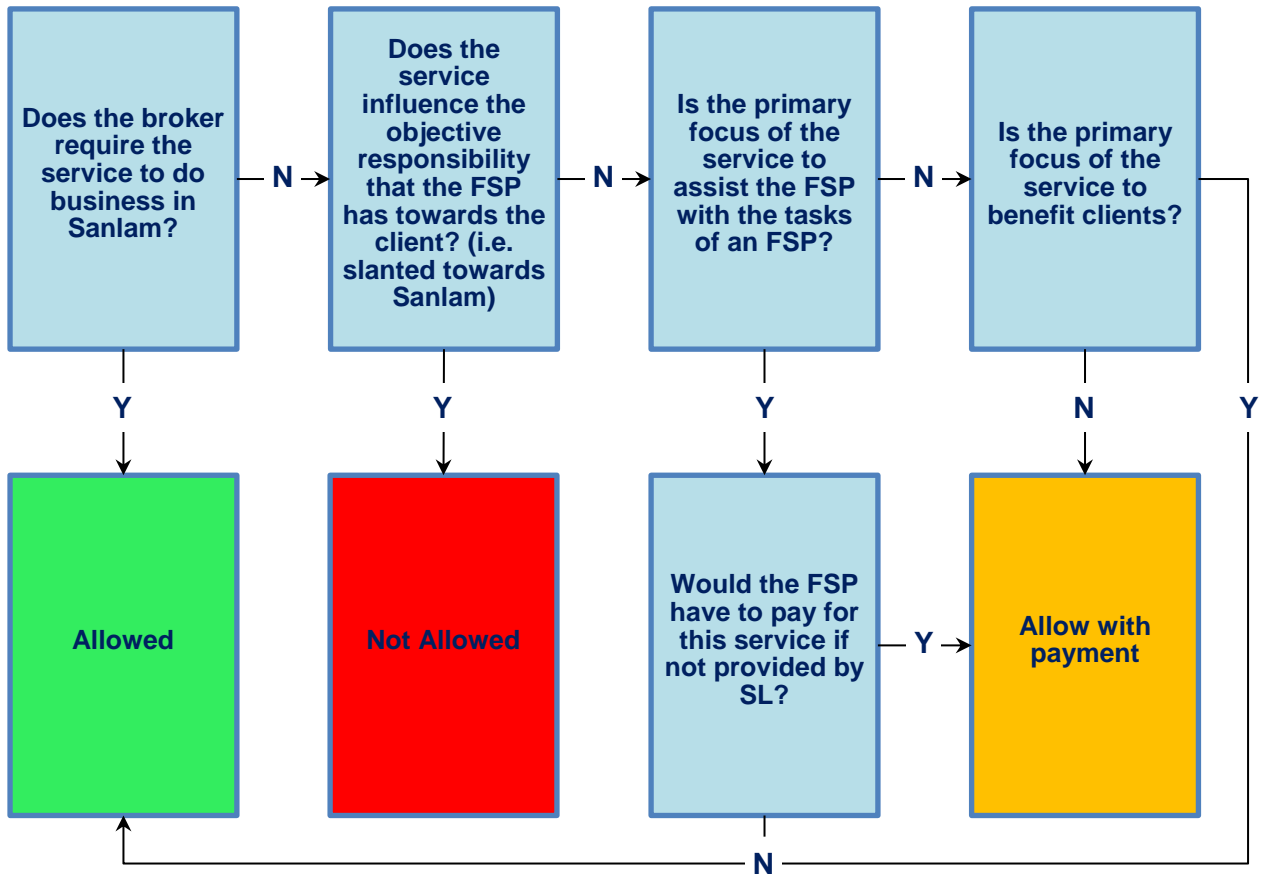 Does the broker
require the
service to do
business in
Sanlam?
N
Does the
service
influence the
objective
responsibility
that the FSP
has towards the
client? (i.e.
slanted towards
Sanlam)
N
Is the primary
focus of the
service to
assist the FSP
with the tasks
of an FSP?
N
Is the primary
focus of the
service to
benefit clients?
Y
Y
Y
N
Y
Allowed
Not Allowed
Would the FSP
have to pay for
this service if
not provided by
SL?
Y
Allow with
payment
N